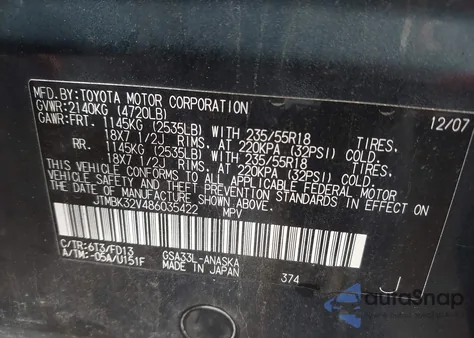 MFD.BY:TOYOTA MOTOR CORPORATION 12/07
GVWR:2140KG (4720LB)
GAWR:FRT. 1145KG (2535LB) WITH 235/55R18 TIRES.
18X7 1/2J RIMS. AT 220KPA (32PSI) COLD.
RR. 1145KG (2535LB) WITH 235/55R18 TIRES.
18X7 1/2J RIMS. AT 220KPA (32PSI) COLD.
THIS VEHICLE CONFORMS TO ALL APPLICABLE FEDERAL MOTOR
VEHICLE SAFETY AND THEFT PREVENTION STANDARDS IN EFFECT ON
THE DATE OF MANUFACTURE SHOWN ABOVE.
JTMBK32V486035422 MPV
C/TR:6T3/FD13 GSA33L-ANASKA
A/TM:-05A/U151F MADE IN JAPAN 374 J
autoSnap